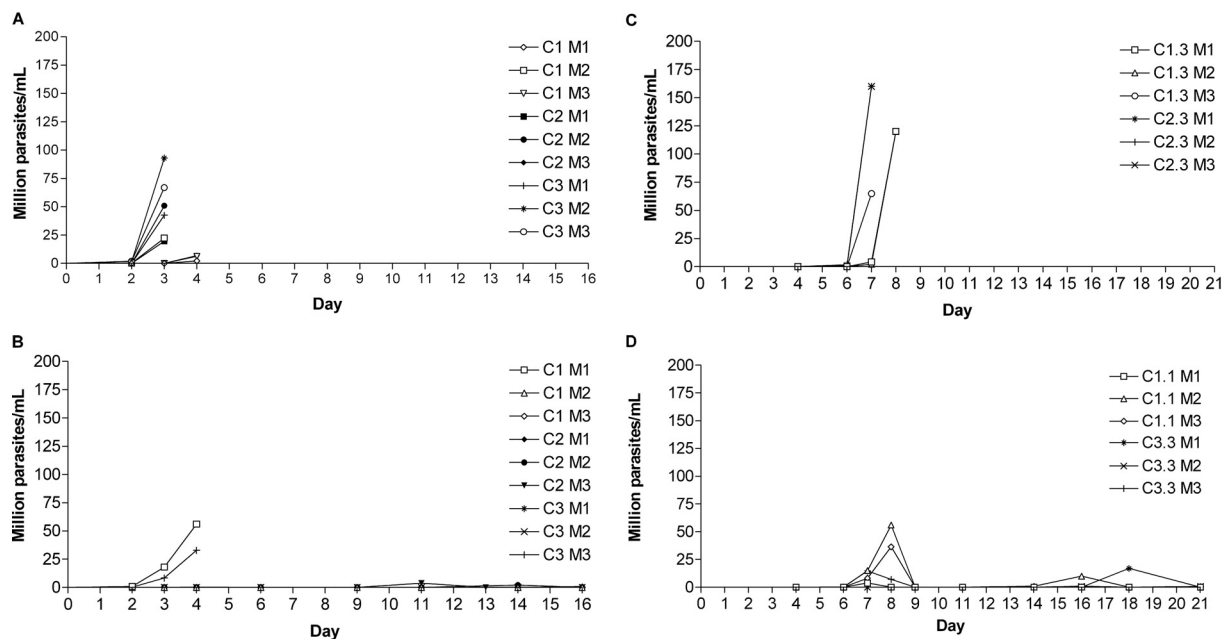 A
200
175
150
125
100
75
50
25
0
Million parasites/mL
0 1 2 3 4 5 6 7 8 9 10 11 12 13 14 15 16
Day
C1 M1
C1 M2
C1 M3
C2 M1
C2 M2
C2 M3
C3 M1
C3 M2
C3 M3
B
200
175
150
125
100
75
50
25
0
Million parasites/mL
0 1 2 3 4 5 6 7 8 9 10 11 12 13 14 15 16
Day
C1 M1
C1 M2
C1 M3
C2 M1
C2 M2
C2 M3
C3 M1
C3 M2
C3 M3
C
200
175
150
125
100
75
50
25
0
Million parasites/mL
0 1 2 3 4 5 6 7 8 9 10 11 12 13 14 15 16 17 18 19 20 21
Day
C1.3 M1
C1.3 M2
C1.3 M3
C2.3 M1
C2.3 M2
C2.3 M3
D
200
175
150
125
100
75
50
25
0
Million parasites/mL
0 1 2 3 4 5 6 7 8 9 10 11 12 13 14 15 16 17 18 19 20 21
Day
C1.1 M1
C1.1 M2
C1.1 M3
C3.3 M1
C3.3 M2
C3.3 M3